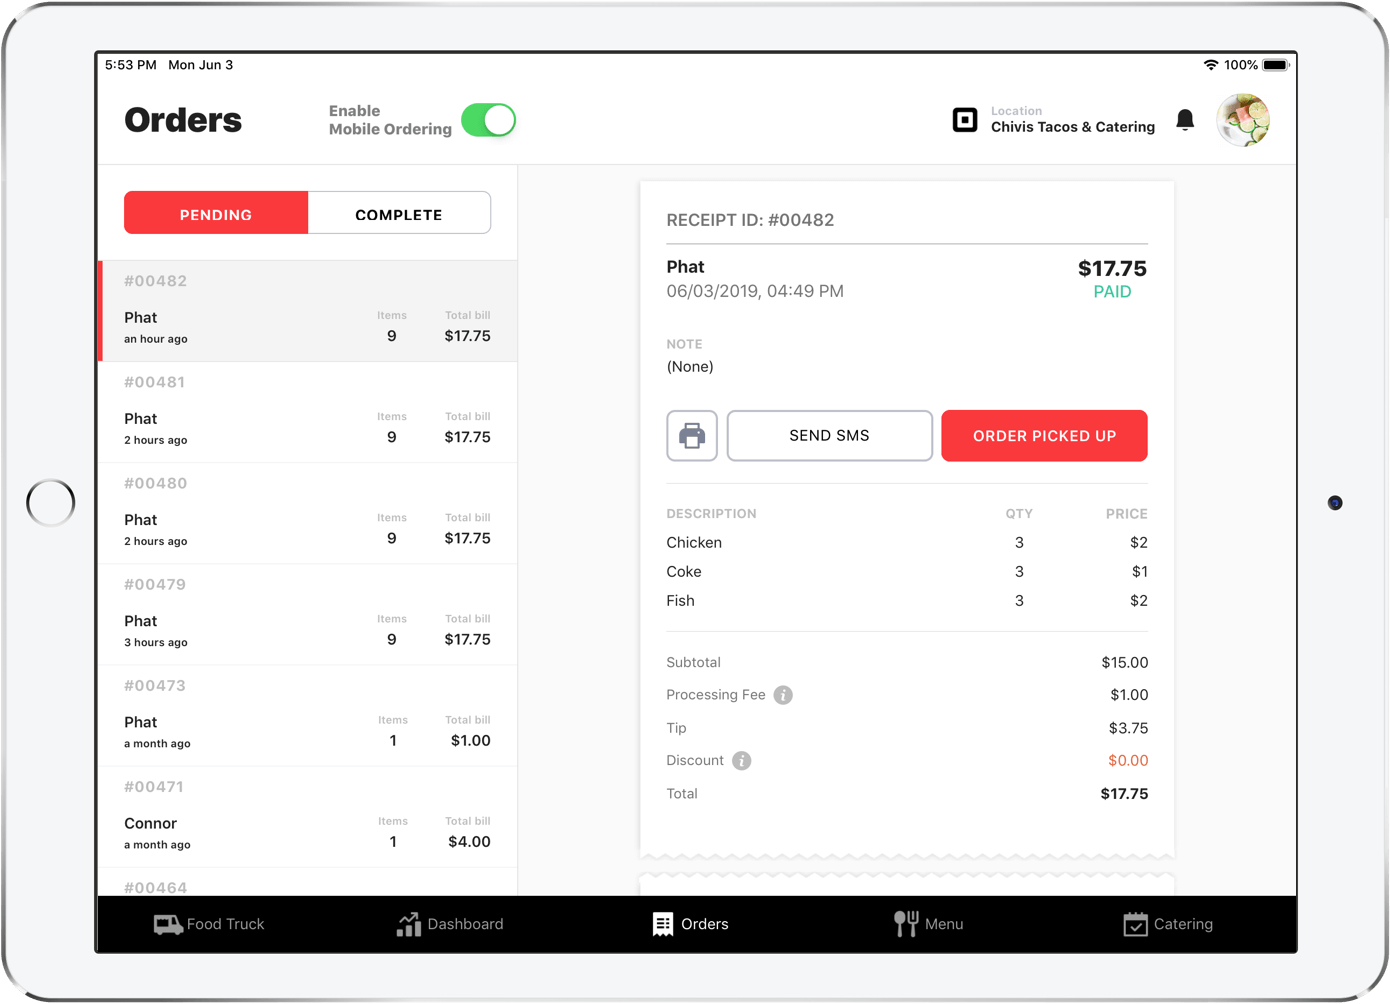 5:53 PM Mon Jun 3
100%
Orders
Enable
Mobile Ordering
Location
Chivis Tacos & Catering
PENDING
COMPLETE
#00482
Phat
an hour ago
Items
9
Total bill
$17.75
#00481
Phat
2 hours ago
Items
9
Total bill
$17.75
#00480
Phat
2 hours ago
Items
9
Total bill
$17.75
#00479
Phat
3 hours ago
Items
9
Total bill
$17.75
#00473
Phat
a month ago
Items
1
Total bill
$1.00
#00471
Connor
a month ago
Items
1
Total bill
$4.00
#00464
RECEIPT ID: #00482
Phat
$17.75
06/03/2019, 04:49 PM
PAID
NOTE
(None)
SEND SMS
ORDER PICKED UP
DESCRIPTION QTY PRICE
Chicken 3 $2
Coke 3 $1
Fish 3 $2
Subtotal $15.00
Processing Fee i $1.00
Tip $3.75
Discount i $0.00
Total $17.75
Food Truck
Dashboard
Orders
Menu
Catering